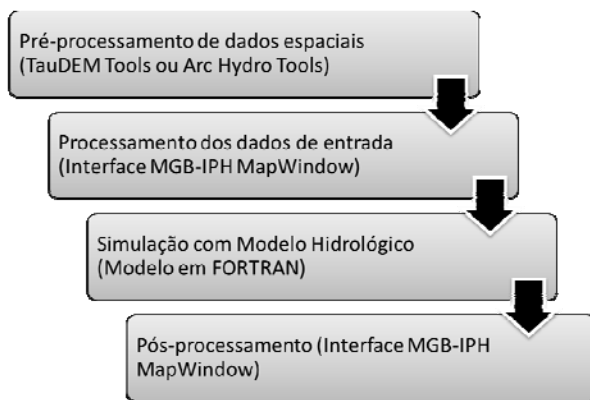 Pré-processamento de dados espaciais
(TauDEM Tools ou Arc Hydro Tools)
Processamento dos dados de entrada
(Interface MGB-IPH MapWindow)
Simulação com Modelo Hidrológico
(Modelo em FORTRAN)
Pós-processamento (Interface MGB-IPH
MapWindow)